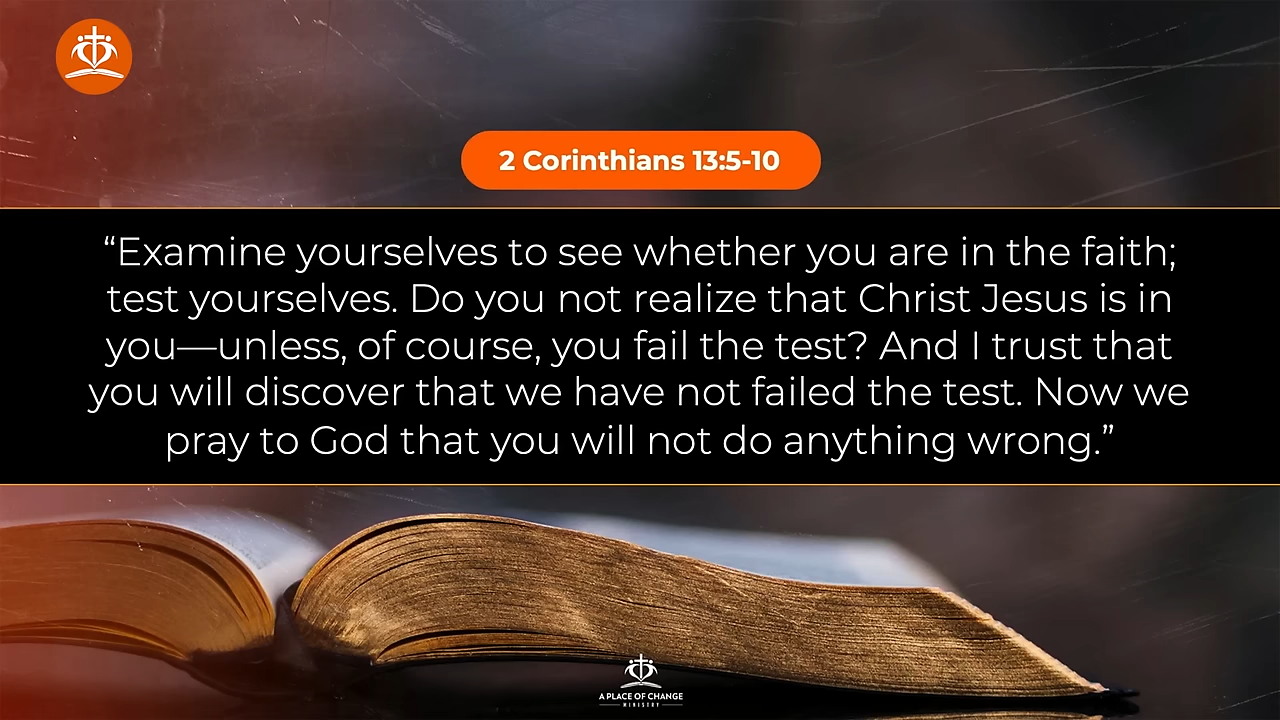 2 Corinthians 13:5-10
“Examine yourselves to see whether you are in the faith;
test yourselves. Do you not realize that Christ Jesus is in
you—unless, of course, you fail the test? And I trust that
you will discover that we have not failed the test. Now we
pray to God that you will not do anything wrong.”
A PLACE OF CHANGE
MINISTRY